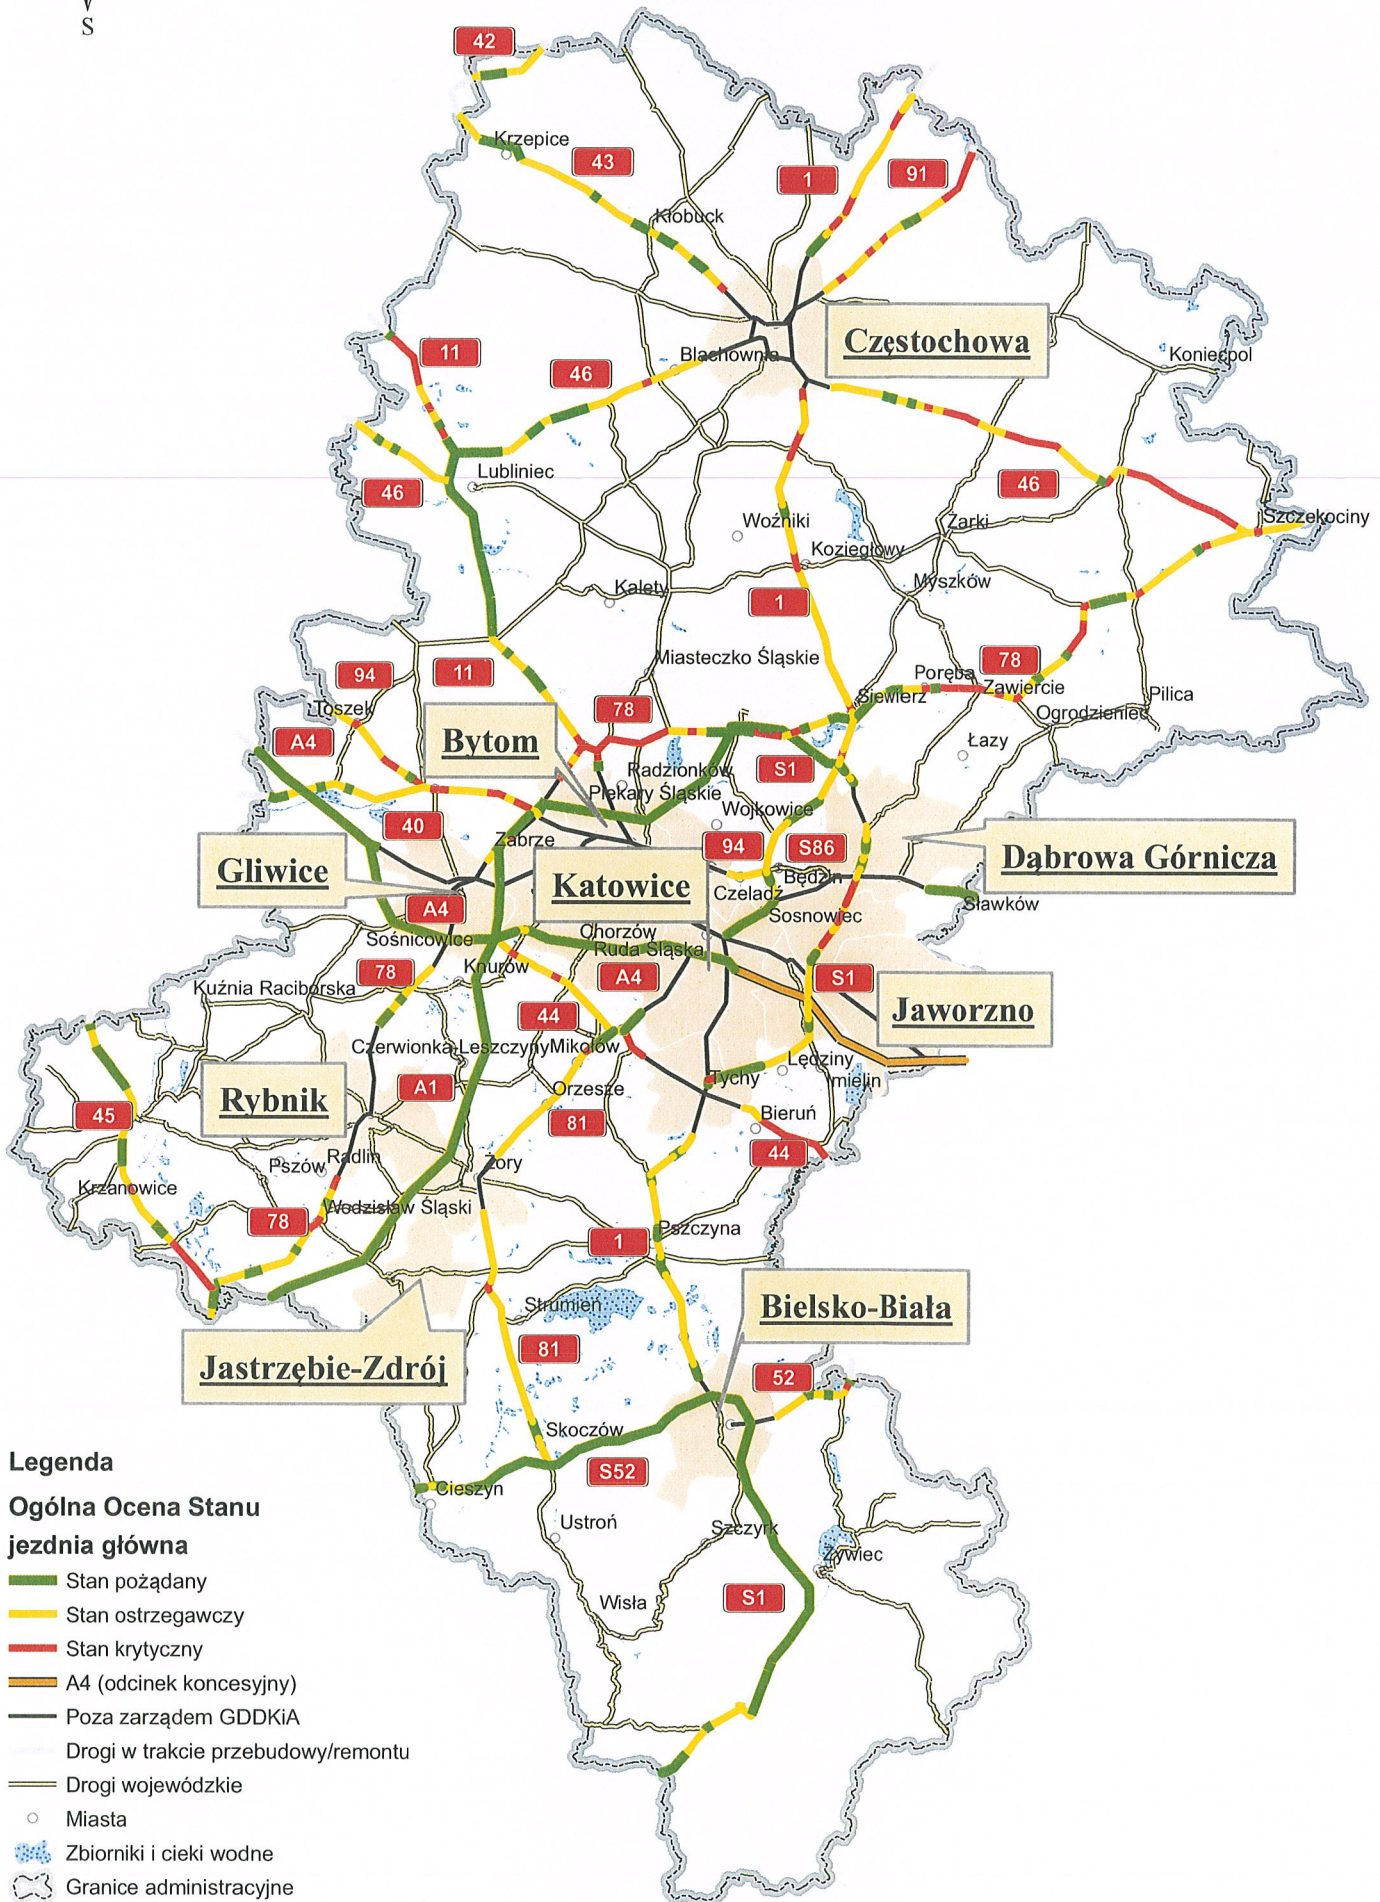 S
42
Krzepice
43
1
91
Kłobuck
Częstochowa
11
46
Blachownia
Koniecpol
Lubliniec
46
46
Szczekociny
Woźniki
Żarki
Koziegłowy
Myszków
Kalety
1
Miasteczko Śląskie
94
11
Poręba
78
Zawiercie
Siewierz
Pilica
Toszek
78
Ogrodzieniec
A4
Bytom
Łazy
Radzionków
S1
Piekary Śląskie
Wojkowice
40
Zabrze
94
S86
Dąbrowa Górnicza
Gliwice
Katowice
Będzin
Czeladź
Sławków
A4
Sosnowiec
Sośnicowice
Chorzów
Ruda Śląska
78
Knurów
A4
S1
Kuźnia Raciborska
Jaworzno
44
Czerwionka-Leszczyny
Mikołów
Lędziny
Rybnik
A1
Orzesze
Tychy
Imielin
45
81
Bieruń
44
Pszów
Radlin
Żory
Krzanowice
Wodzisław Śląski
78
1
Pszczyna
Strumień
Bielsko-Biała
Jastrzębie-Zdrój
81
52
Skoczów
S52
Cieszyn
Ustroń
Szczyrk
Żywiec
Wisła
S1
Legenda
Ogólna Ocena Stanu
jezdnia główna
Stan pożądany
Stan ostrzegawczy
Stan krytyczny
A4 (odcinek koncesyjny)
Poza zarządem GDDKiA
Drogi w trakcie przebudowy/remontu
Drogi wojewódzkie
Miasta
Zbiorniki i cieki wodne
Granice administracyjne